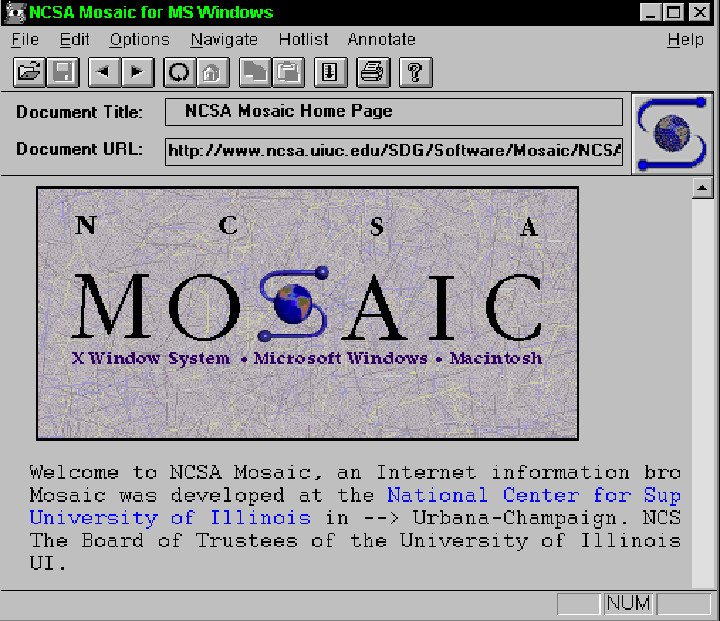 NCSA Mosaic for MS Windows
File Edit Options Navigate Hotlist Annotate Help
Document Title: NCSA Mosaic Home Page
Document URL: http://www.ncsa.uiuc.edu/SDG/Software/Mosaic/NCSA
N C S A
MOSAIC
X Window System • Microsoft Windows • Macintosh
Welcome to NCSA Mosaic, an Internet information bro
Mosaic was developed at the National Center for Sup
University of Illinois in --> Urbana-Champaign. NCS
The Board of Trustees of the University of Illinois
UI.
NUM